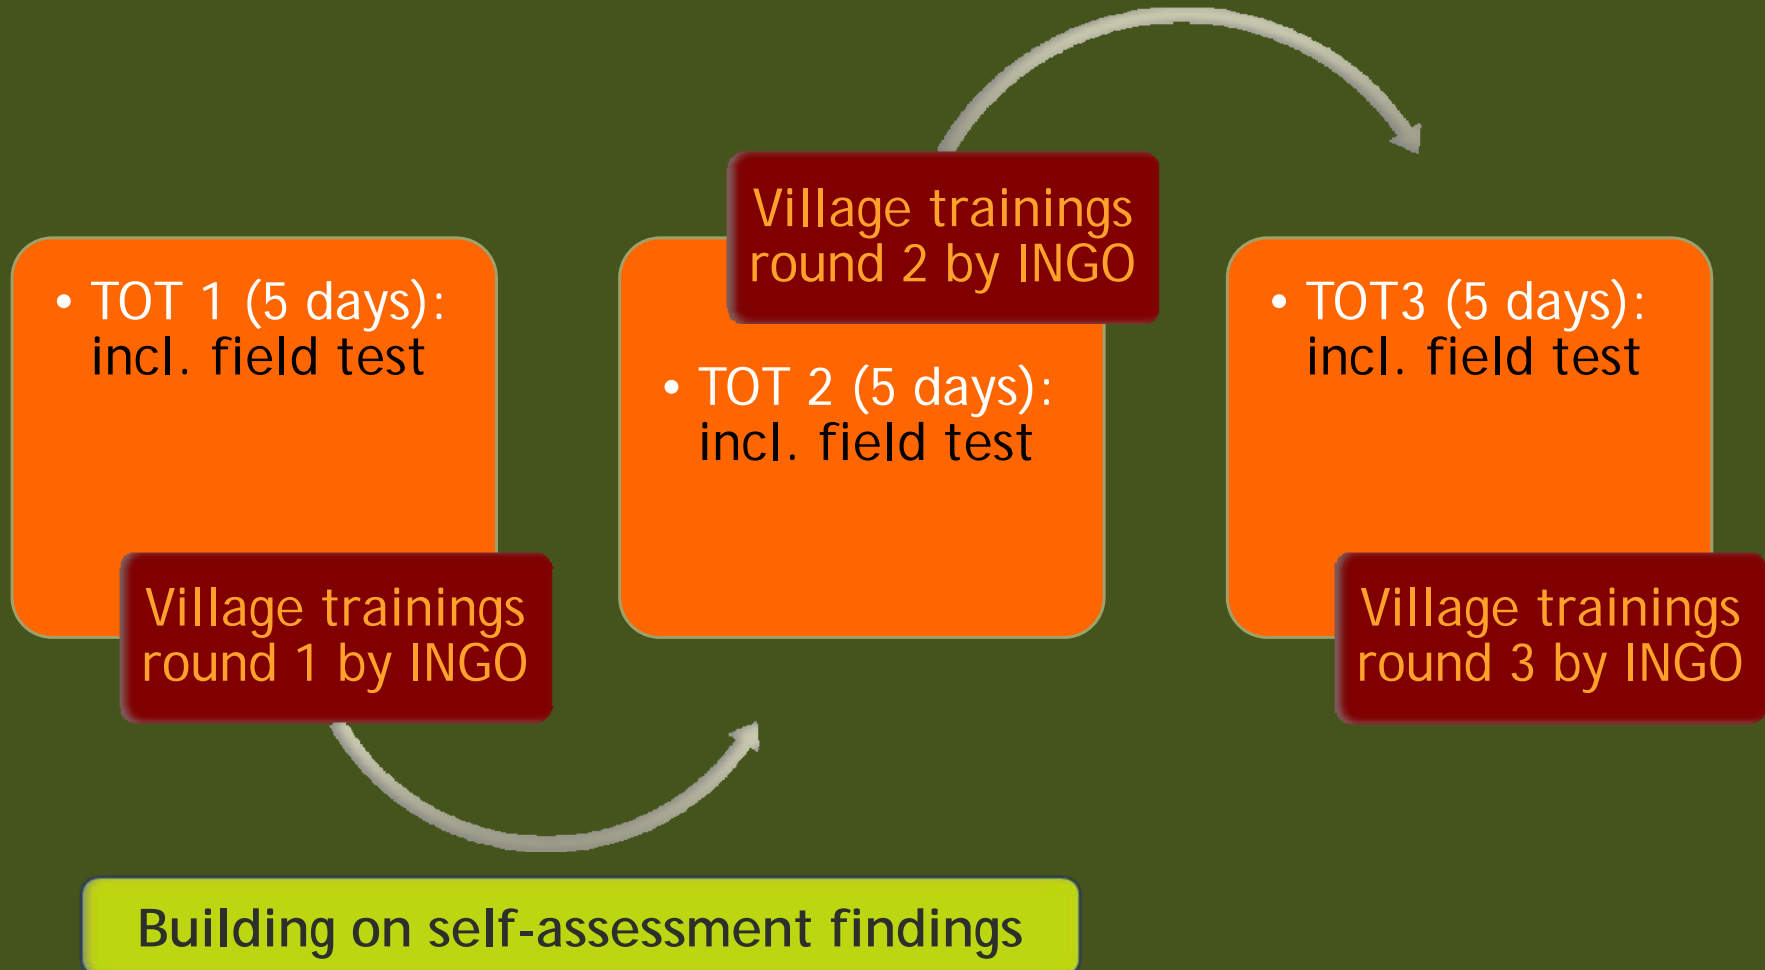 • TOT 1 (5 days):
incl. field test
Village trainings
round 1 by INGO
Village trainings
round 2 by INGO
• TOT 2 (5 days):
incl. field test
• TOT3 (5 days):
incl. field test
Village trainings
round 3 by INGO
Building on self-assessment findings